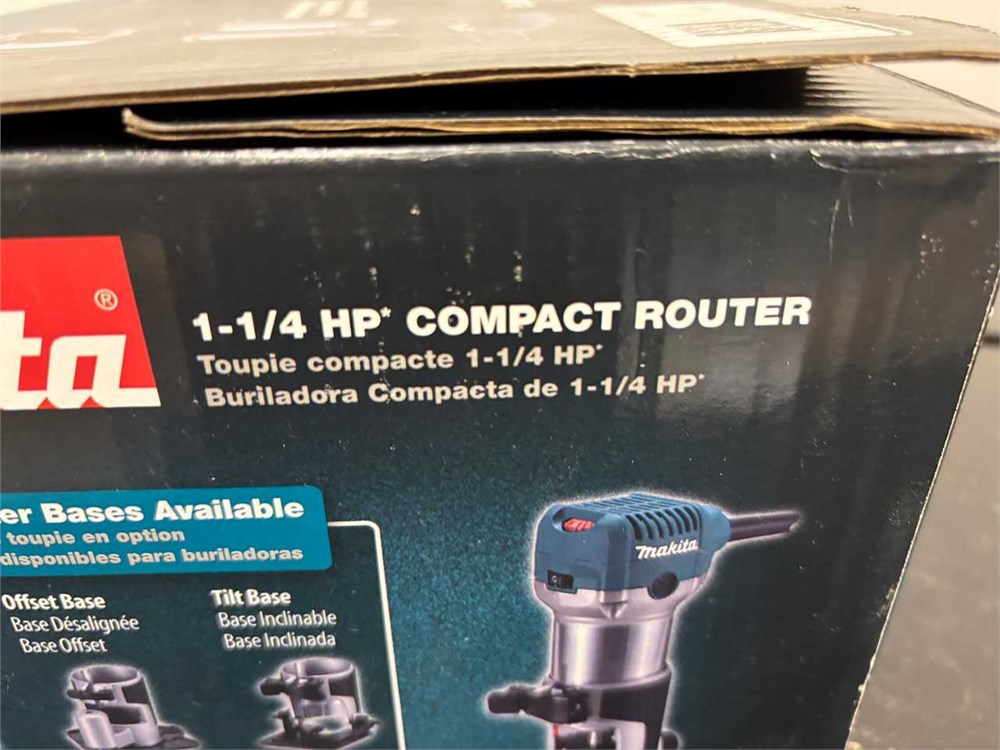 ta®
1-1/4 HP* COMPACT ROUTER
Toupie compacte 1-1/4 HP*
Buriladora Compacta de 1-1/4 HP*
er Bases Available
toupie en option
disponibles para buriladoras
Offset Base
Base Désalignée
Base Offset
Tilt Base
Base Inclinable
Base Inclinada
makita